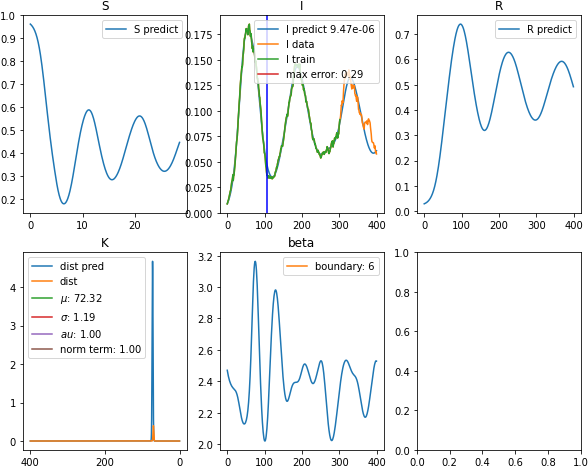 S
I
R
S predict
I predict 9.47e-06
I data
I train
max error: 0.29
R predict
1.0
0.9
0.8
0.7
0.6
0.5
0.4
0.3
0.2
0 10 20
0.175
0.150
0.125
0.100
0.075
0.050
0.025
0.000
0 100 200 300 400
0.7
0.6
0.5
0.4
0.3
0.2
0.1
0.0
0 100 200 300 400
K
beta
dist pred
dist
μ: 72.32
σ: 1.19
au: 1.00
norm term: 1.00
boundary: 6
4
3
2
1
0
400 200 0
3.2
3.0
2.8
2.6
2.4
2.2
2.0
0 100 200 300 400
1.0
0.8
0.6
0.4
0.2
0.0
0.0 0.2 0.4 0.6 0.8 1.0